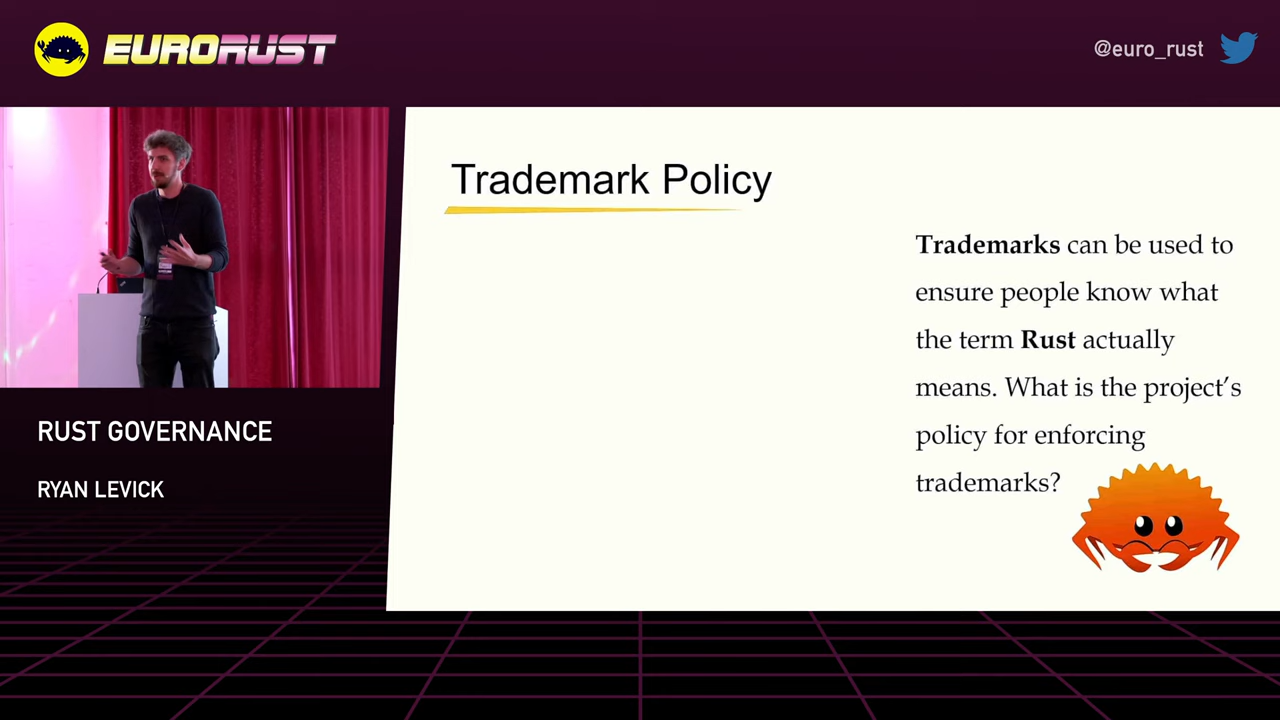 EURORUST
@euro_rust
Trademark Policy
Trademarks can be used to
ensure people know what
the term Rust actually
means. What is the project’s
policy for enforcing
trademarks?
RUST GOVERNANCE
RYAN LEVICK